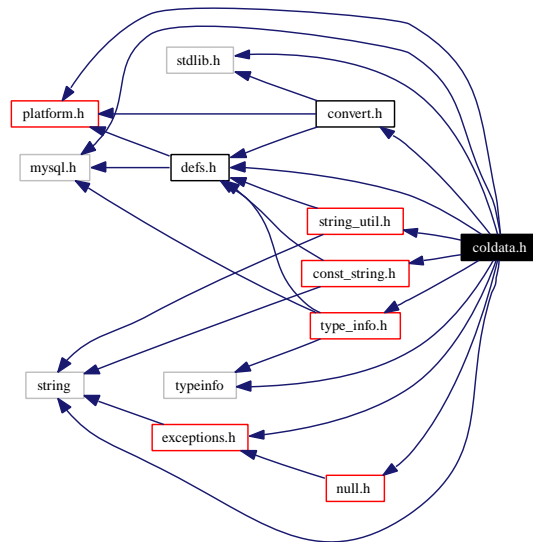 stdlib.h
platform.h
convert.h
mysql.h
defs.h
string_util.h
coldata.h
const_string.h
type_info.h
string
typeinfo
exceptions.h
null.h